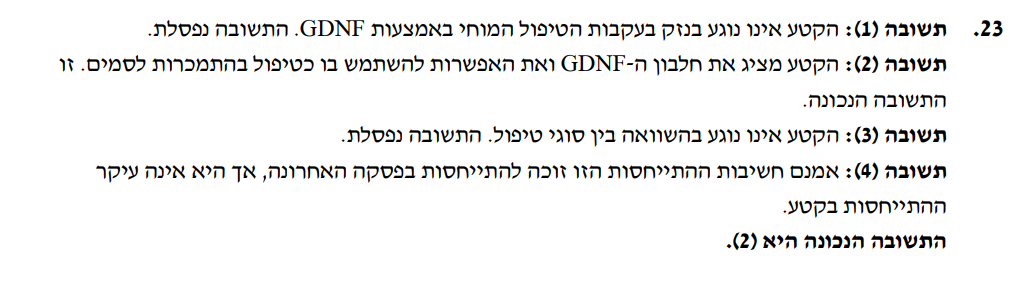 23. תשובה (1): הקטע אינו נוגע בנזק בעקבות הטיפול המוחי באמצעות GDNF. התשובה נפסלת.
תשובה (2): הקטע מציג את חלבון ה-GDNF ואת האפשרות להשתמש בו כטיפול בהתמכרות לסמים. זו
התשובה הנכונה.
תשובה (3): הקטע אינו נוגע בהשוואה בין סוגי טיפול. התשובה נפסלת.
תשובה (4): אמנם חשיבות ההתייחסות הזו זוכה להתייחסות בפסקה האחרונה, אך היא אינה עיקר
ההתייחסות בקטע.
התשובה הנכונה היא (2).